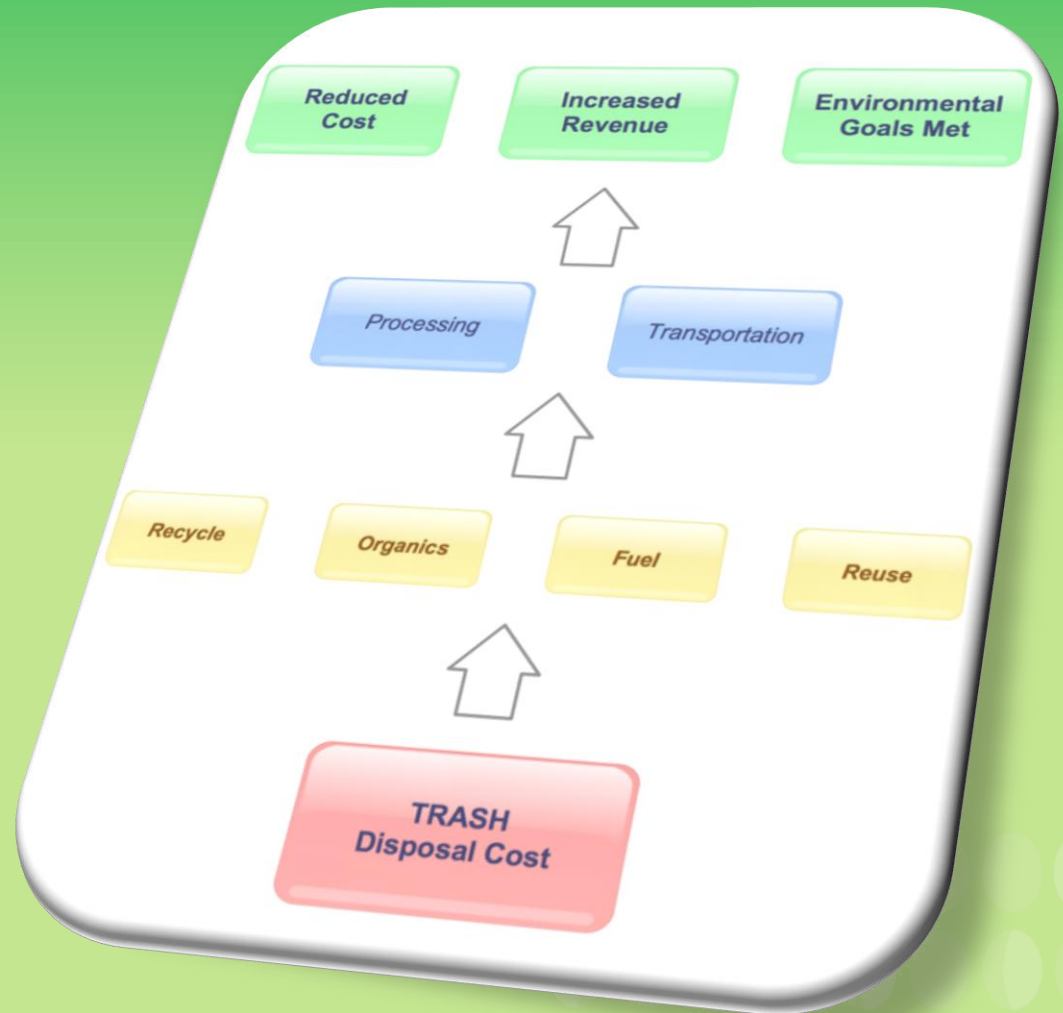 Reduced
Cost
Increased
Revenue
Environmental
Goals Met
Processing
Transportation
Recycle
Organics
Fuel
Reuse
TRASH
Disposal Cost